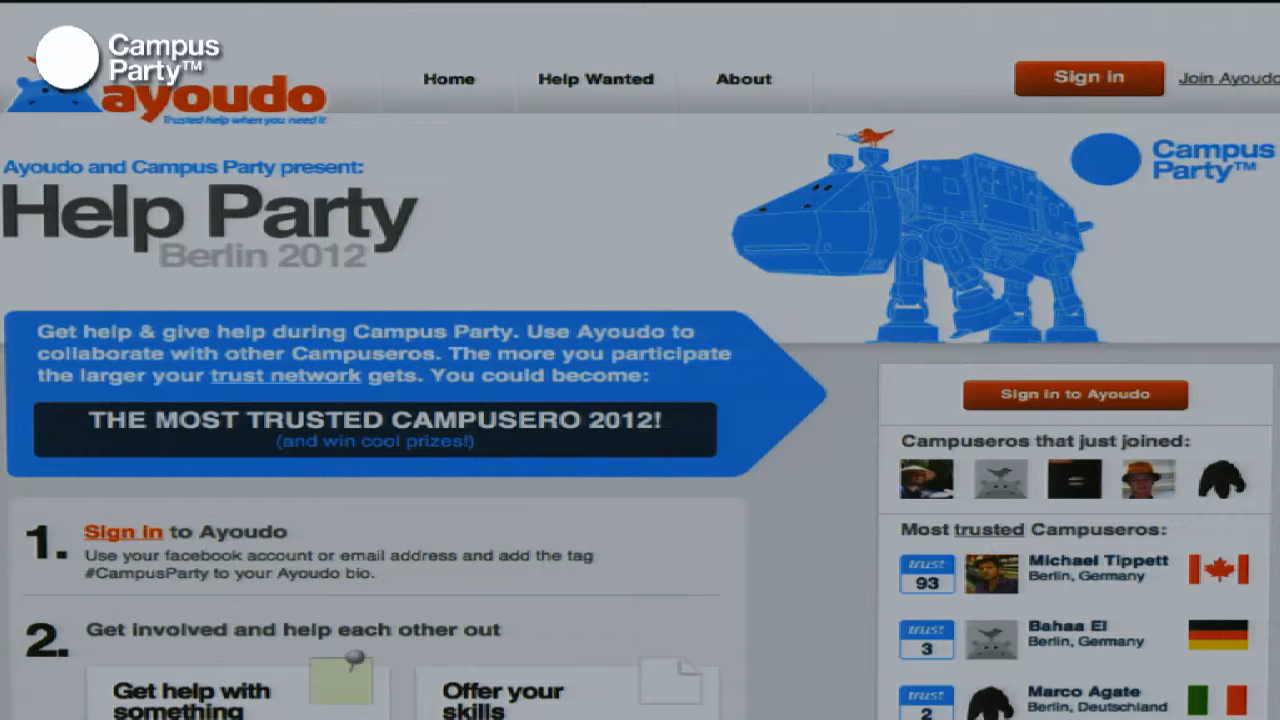 Campus
Party™
ayoudo
Trusted help when you need it
Home
Help Wanted
About
Sign in
Join Ayoudo
Ayoudo and Campus Party present:
Help Party
Berlin 2012
Campus
Party™
Get help & give help during Campus Party. Use Ayoudo to
collaborate with other Campuseros. The more you participate
the larger your trust network gets. You could become:
THE MOST TRUSTED CAMPUSERO 2012!
(and win cool prizes!)
Sign in to Ayoudo
Campuseros that just joined:
Most trusted Campuseros:
trust
93
Michael Tippett
Berlin, Germany
trust
3
Bahaa El
Berlin, Germany
trust
2
Marco Agate
Berlin, Deutschland
1.
Sign in to Ayoudo
Use your facebook account or email address and add the tag
#CampusParty to your Ayoudo bio.
2.
Get involved and help each other out
Get help with
something
Offer your
skills